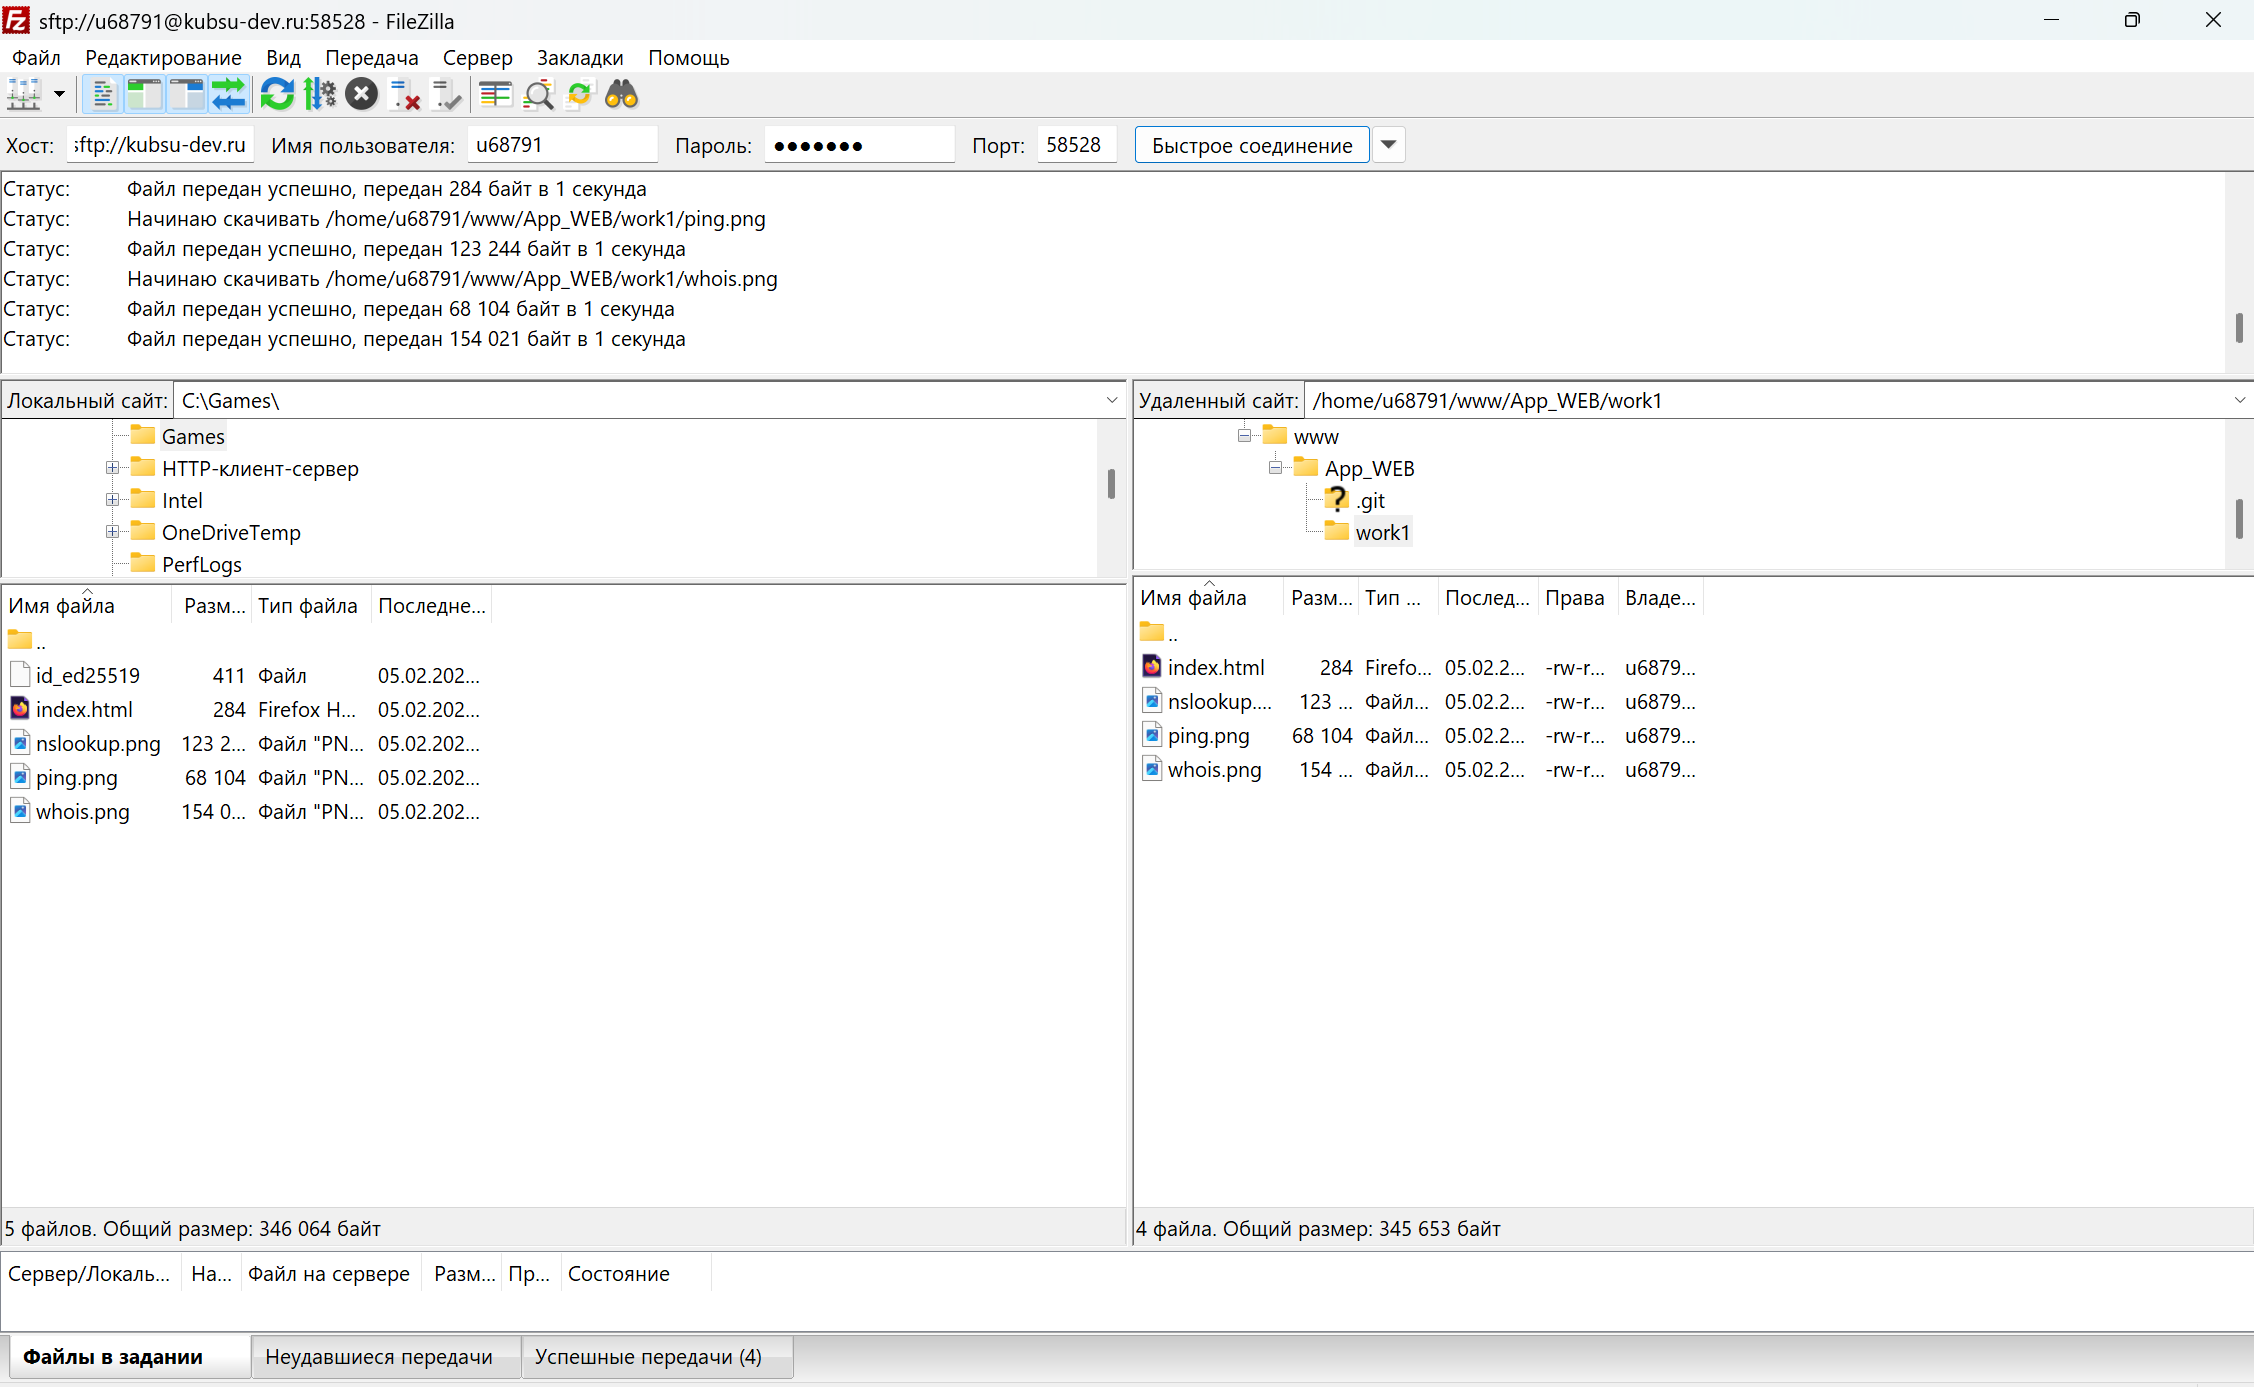 sftp://u68791@kubsu-dev.ru:58528 - FileZilla
Файл Редактирование Вид Передача Сервер Закладки Помощь
Хост: sftp://kubsu-dev.ru Имя пользователя: u68791 Пароль: ●●●●●●● Порт: 58528 Быстрое соединение
Статус: Файл передан успешно, передан 284 байт в 1 секунда
Статус: Начинаю скачивать /home/u68791/www/App_WEB/work1/ping.png
Статус: Файл передан успешно, передан 123 244 байт в 1 секунда
Статус: Начинаю скачивать /home/u68791/www/App_WEB/work1/whois.png
Статус: Файл передан успешно, передан 68 104 байт в 1 секунда
Статус: Файл передан успешно, передан 154 021 байт в 1 секунда
Локальный сайт: C:\Games\
Games
HTTP-клиент-сервер
Intel
OneDriveTemp
PerfLogs
Имя файла Разм... Тип файла Последне...
..
id_ed25519 411 Файл 05.02.202...
index.html 284 Firefox H... 05.02.202...
nslookup.png 123 2... Файл "PN... 05.02.202...
ping.png 68 104 Файл "PN... 05.02.202...
whois.png 154 0... Файл "PN... 05.02.202...
5 файлов. Общий размер: 346 064 байт
Удаленный сайт: /home/u68791/www/App_WEB/work1
www
App_WEB
.git
work1
Имя файла Разм... Тип ... Послед... Права Владе...
..
index.html 284 Firefo... 05.02.2... -rw-r... u6879...
nslookup.... 123 ... Файл... 05.02.2... -rw-r... u6879...
ping.png 68 104 Файл... 05.02.2... -rw-r... u6879...
whois.png 154 ... Файл... 05.02.2... -rw-r... u6879...
4 файла. Общий размер: 345 653 байт
Сервер/Локаль... На... Файл на сервере Разм... Пр... Состояние
Файлы в задании Неудавшиеся передачи Успешные передачи (4)